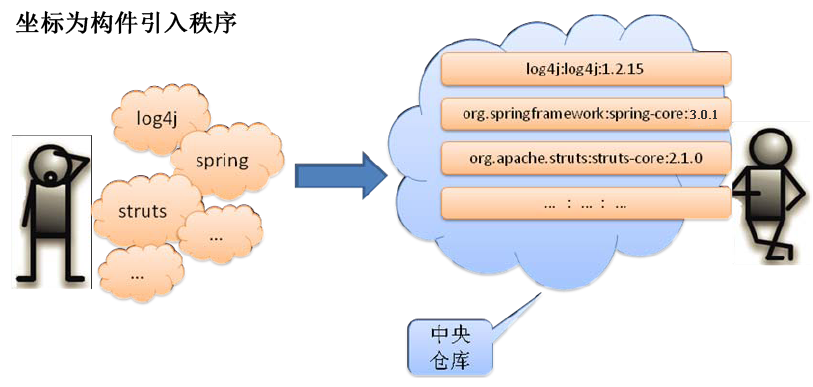 坐标为构件引入秩序
log4j
spring
struts
...
...
log4j:log4j:1.2.15
org.springframework:spring-core:3.0.1
org.apache.struts:struts-core:2.1.0
... : ... : ...
中央
仓库